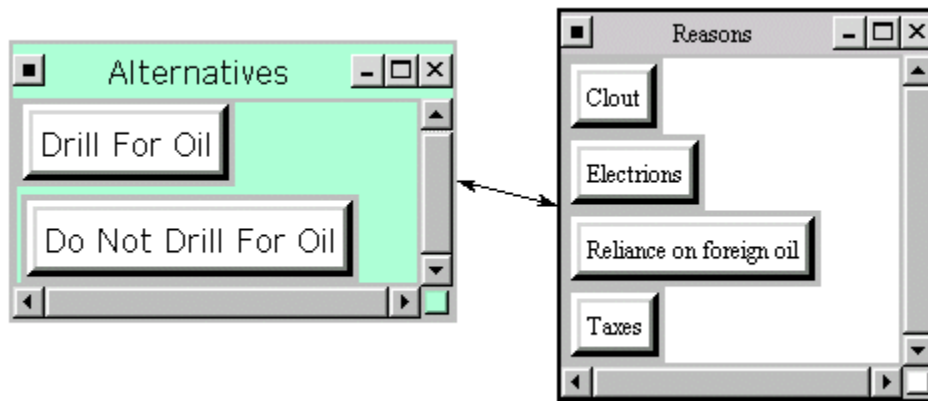 Alternatives
Drill For Oil
Do Not Drill For Oil
Reasons
Clout
Electrions
Reliance on foreign oil
Taxes